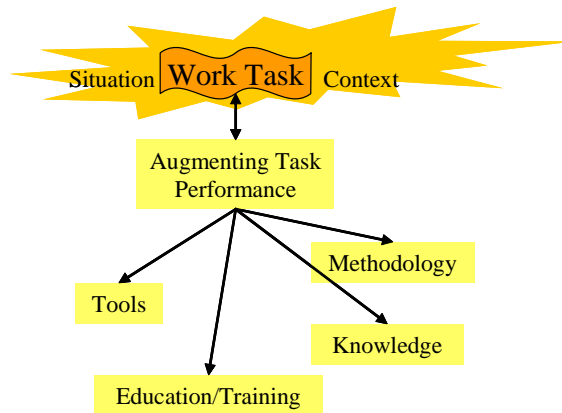 Situation Work Task Context
Augmenting Task
Performance
Methodology
Tools
Knowledge
Education/Training